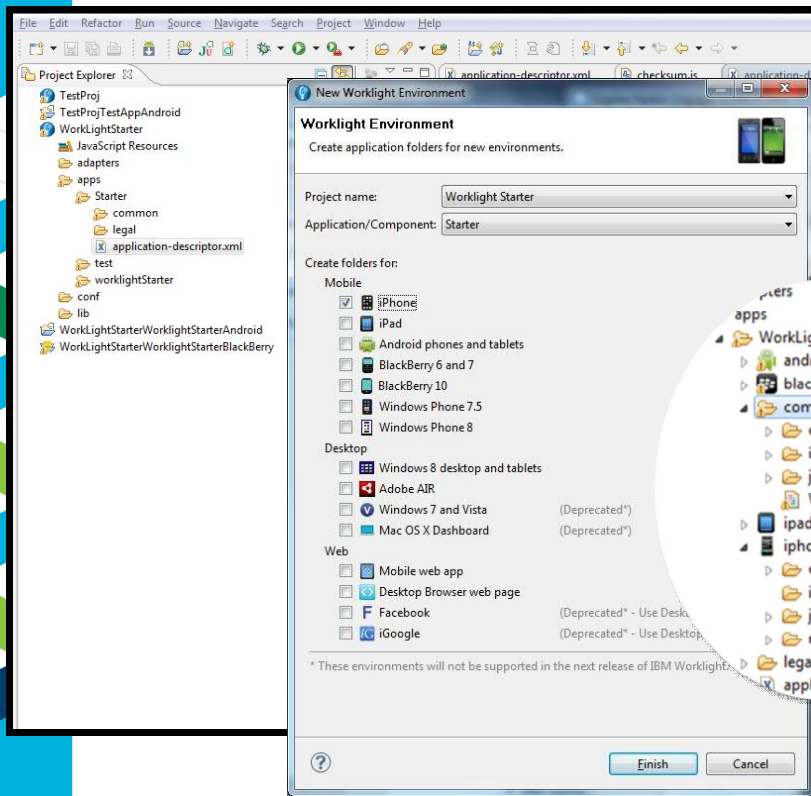 File Edit Refactor Run Source Navigate Search Project Window Help
Project Explorer
application-descriptor.xml
checksum.js
TestProj
TestProjTestAppAndroid
WorkLightStarter
JavaScript Resources
adapters
apps
Starter
common
legal
application-descriptor.xml
test
worklightStarter
conf
lib
WorkLightStarterWorklightStarterAndroid
WorkLightStarterWorklightStarterBlackBerry
New Worklight Environment
Worklight Environment
Create application folders for new environments.
Project name: Worklight Starter
Application/Component: Starter
Create folders for:
Mobile
iPhone
iPad
Android phones and tablets
BlackBerry 6 and 7
BlackBerry 10
Windows Phone 7.5
Windows Phone 8
Desktop
Windows 8 desktop and tablets
Adobe AIR
Windows 7 and Vista (Deprecated*)
Mac OS X Dashboard (Deprecated*)
Web
Mobile web app
Desktop Browser web page
Facebook (Deprecated* - Use
iGoogle (Deprecated* - Use Desktop
* These environments will not be supported in the next release of IBM Worklight.
Finish Cancel
apps